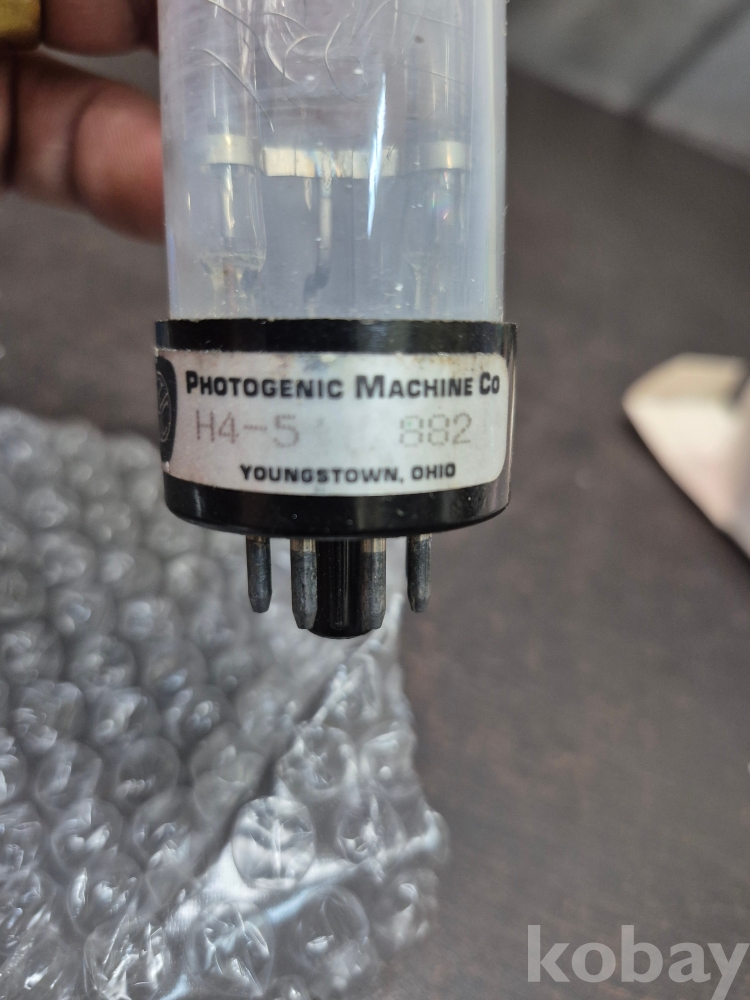 PHOTOGENIC MACHINE CO
H4-5 882
YOUNGSTOWN, OHIO
kobay